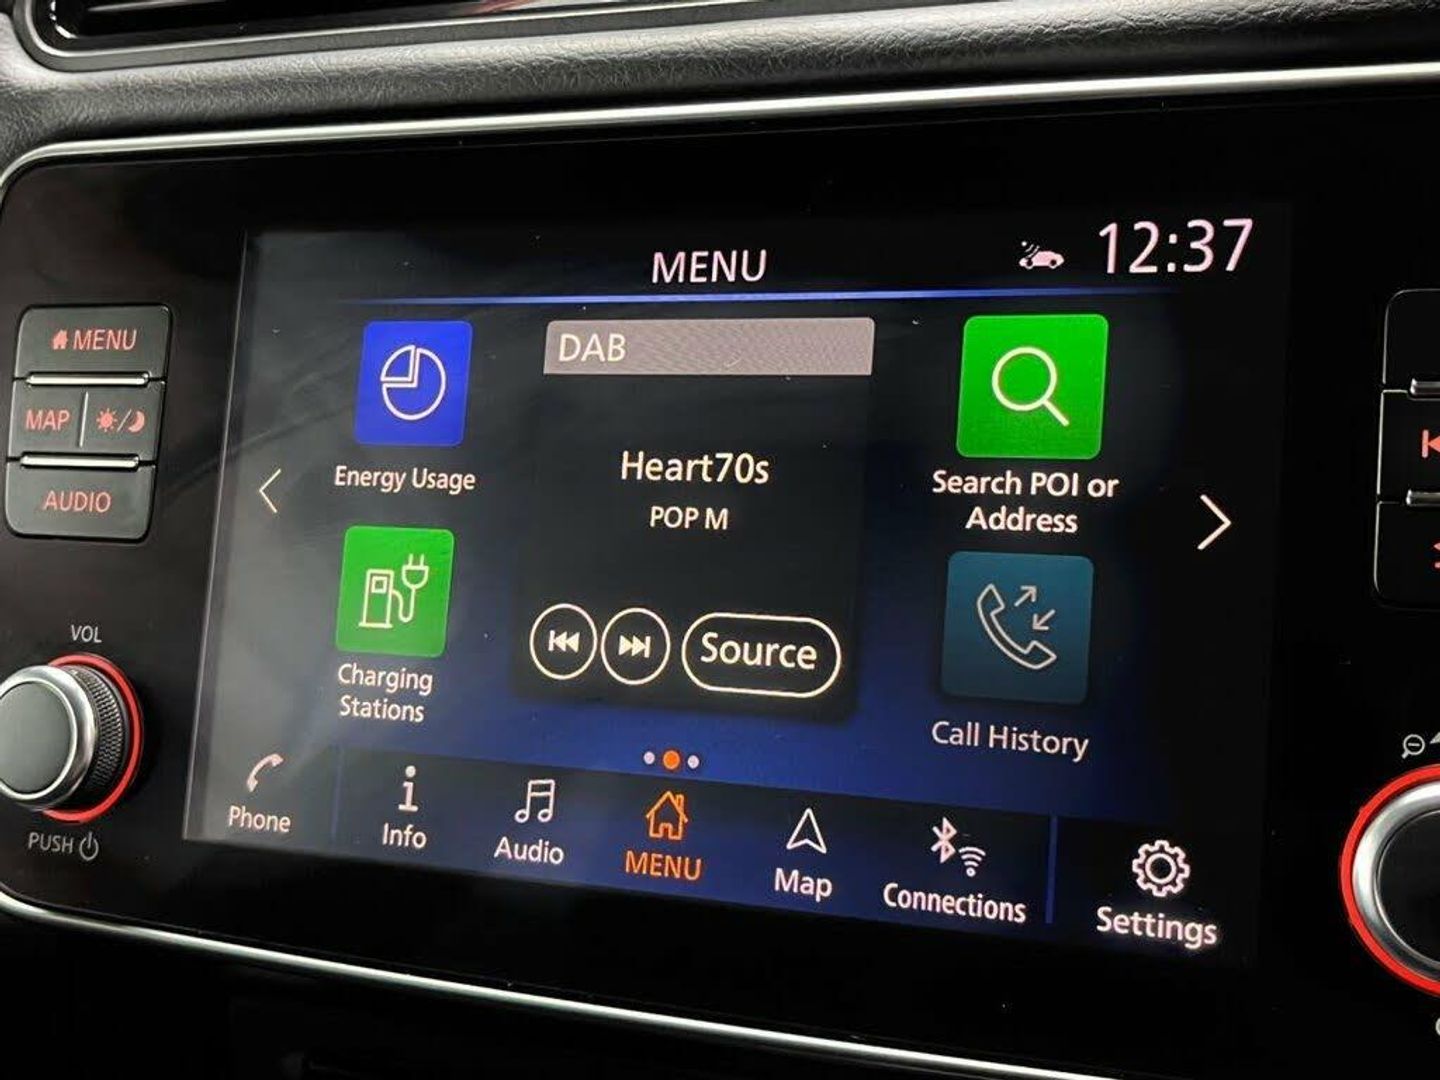 MENU
12:37
MENU
MAP
AUDIO
VOL
PUSH
DAB
Heart70s
POP M
Source
Energy Usage
Charging
Stations
Search POI or
Address
Call History
Phone
Info
Audio
MENU
Map
Connections
Settings